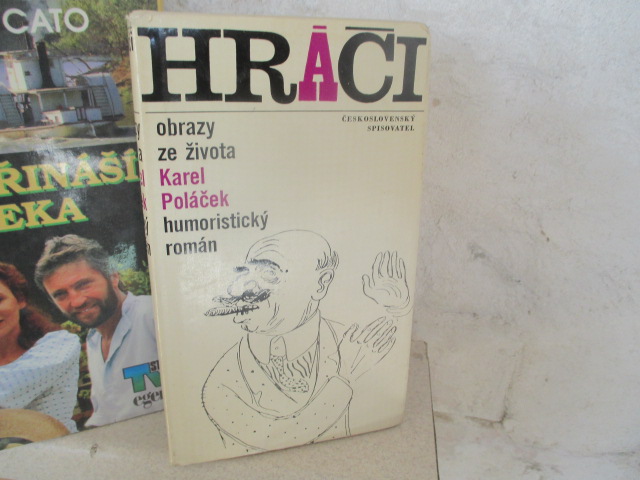 CATO
ŘINÁŠÍ
EKA
HRÁČI
ČESKOSLOVENSKÝ
SPISOVATEL
obrazy
ze života
Karel
Poláček
humoristický
román